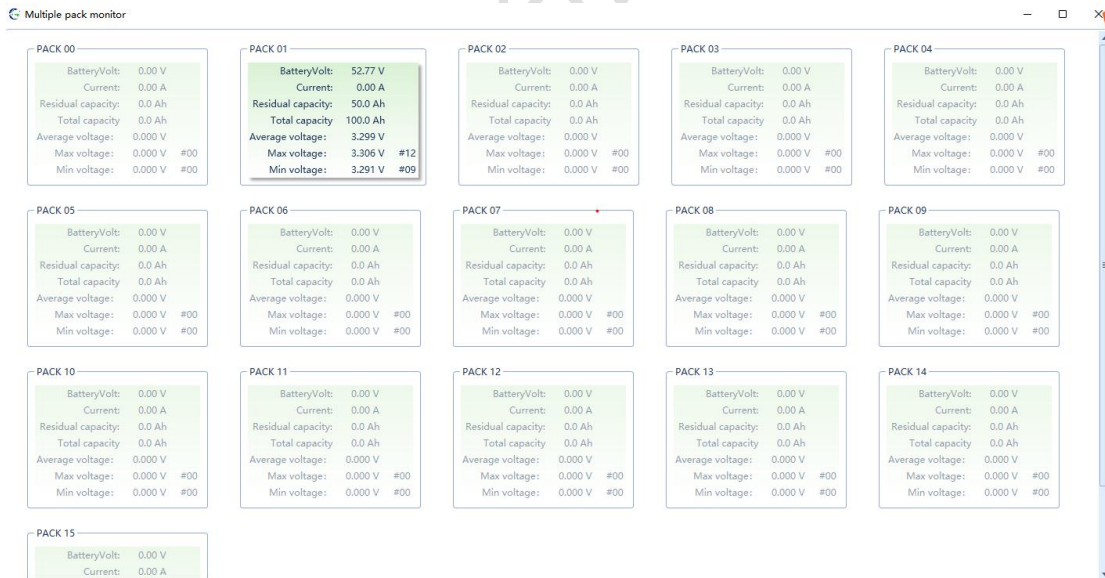 Multiple pack monitor
PACK 00
BatteryVolt: 0.00 V
Current: 0.00 A
Residual capacity: 0.0 Ah
Total capacity 0.0 Ah
Average voltage: 0.000 V
Max voltage: 0.000 V #00
Min voltage: 0.000 V #00
PACK 01
BatteryVolt: 52.77 V
Current: 0.00 A
Residual capacity: 50.0 Ah
Total capacity 100.0 Ah
Average voltage: 3.299 V
Max voltage: 3.306 V #12
Min voltage: 3.291 V #09
PACK 02
BatteryVolt: 0.00 V
Current: 0.00 A
Residual capacity: 0.0 Ah
Total capacity 0.0 Ah
Average voltage: 0.000 V
Max voltage: 0.000 V #00
Min voltage: 0.000 V #00
PACK 03
BatteryVolt: 0.00 V
Current: 0.00 A
Residual capacity: 0.0 Ah
Total capacity 0.0 Ah
Average voltage: 0.000 V
Max voltage: 0.000 V #00
Min voltage: 0.000 V #00
PACK 04
BatteryVolt: 0.00 V
Current: 0.00 A
Residual capacity: 0.0 Ah
Total capacity 0.0 Ah
Average voltage: 0.000 V
Max voltage: 0.000 V #00
Min voltage: 0.000 V #00
PACK 05
BatteryVolt: 0.00 V
Current: 0.00 A
Residual capacity: 0.0 Ah
Total capacity 0.0 Ah
Average voltage: 0.000 V
Max voltage: 0.000 V #00
Min voltage: 0.000 V #00
PACK 06
BatteryVolt: 0.00 V
Current: 0.00 A
Residual capacity: 0.0 Ah
Total capacity 0.0 Ah
Average voltage: 0.000 V
Max voltage: 0.000 V #00
Min voltage: 0.000 V #00
PACK 07
BatteryVolt: 0.00 V
Current: 0.00 A
Residual capacity: 0.0 Ah
Total capacity 0.0 Ah
Average voltage: 0.000 V
Max voltage: 0.000 V #00
Min voltage: 0.000 V #00
PACK 08
BatteryVolt: 0.00 V
Current: 0.00 A
Residual capacity: 0.0 Ah
Total capacity 0.0 Ah
Average voltage: 0.000 V
Max voltage: 0.000 V #00
Min voltage: 0.000 V #00
PACK 09
BatteryVolt: 0.00 V
Current: 0.00 A
Residual capacity: 0.0 Ah
Total capacity 0.0 Ah
Average voltage: 0.000 V
Max voltage: 0.000 V #00
Min voltage: 0.000 V #00
PACK 10
BatteryVolt: 0.00 V
Current: 0.00 A
Residual capacity: 0.0 Ah
Total capacity 0.0 Ah
Average voltage: 0.000 V
Max voltage: 0.000 V #00
Min voltage: 0.000 V #00
PACK 11
BatteryVolt: 0.00 V
Current: 0.00 A
Residual capacity: 0.0 Ah
Total capacity 0.0 Ah
Average voltage: 0.000 V
Max voltage: 0.000 V #00
Min voltage: 0.000 V #00
PACK 12
BatteryVolt: 0.00 V
Current: 0.00 A
Residual capacity: 0.0 Ah
Total capacity 0.0 Ah
Average voltage: 0.000 V
Max voltage: 0.000 V #00
Min voltage: 0.000 V #00
PACK 13
BatteryVolt: 0.00 V
Current: 0.00 A
Residual capacity: 0.0 Ah
Total capacity 0.0 Ah
Average voltage: 0.000 V
Max voltage: 0.000 V #00
Min voltage: 0.000 V #00
PACK 14
BatteryVolt: 0.00 V
Current: 0.00 A
Residual capacity: 0.0 Ah
Total capacity 0.0 Ah
Average voltage: 0.000 V
Max voltage: 0.000 V #00
Min voltage: 0.000 V #00
PACK 15
BatteryVolt: 0.00 V
Current: 0.00 A